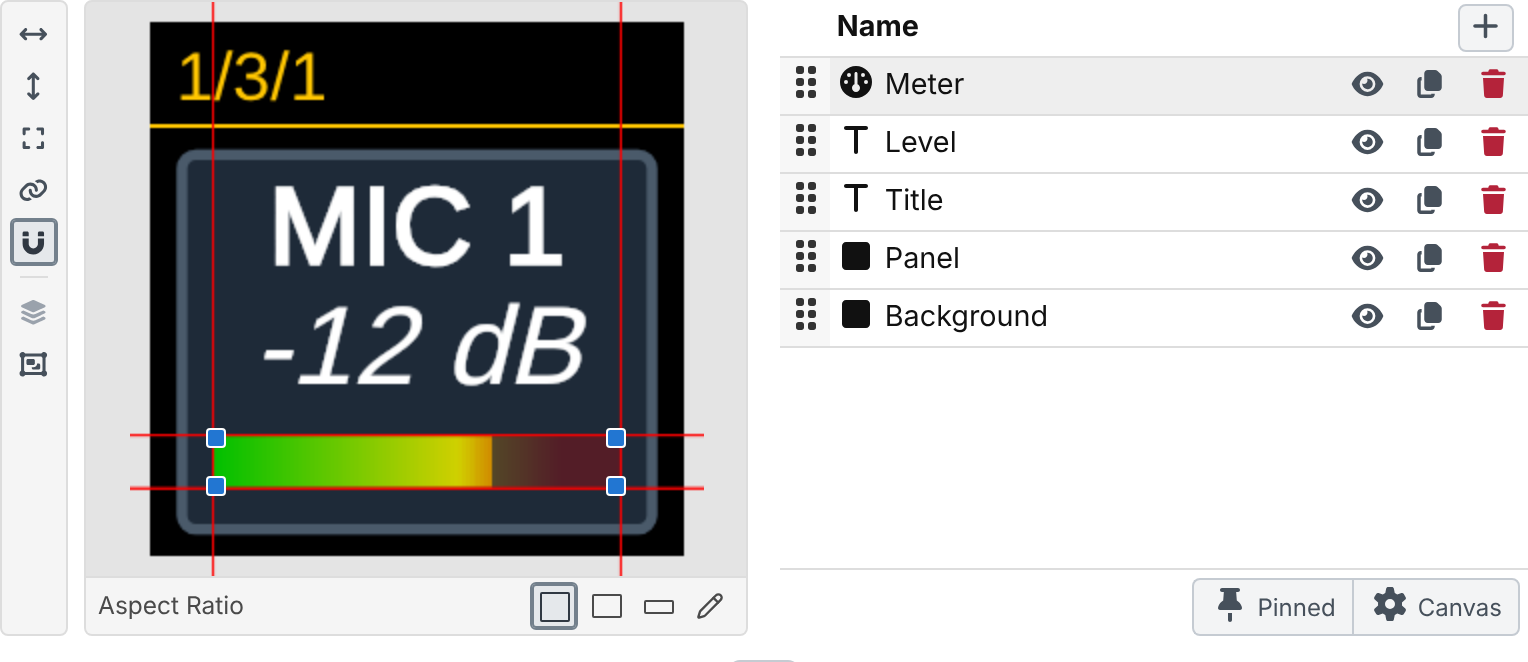 1/3/1
MIC 1
-12 dB
Aspect Ratio
Name
Meter
Level
Title
Panel
Background
Pinned
Canvas